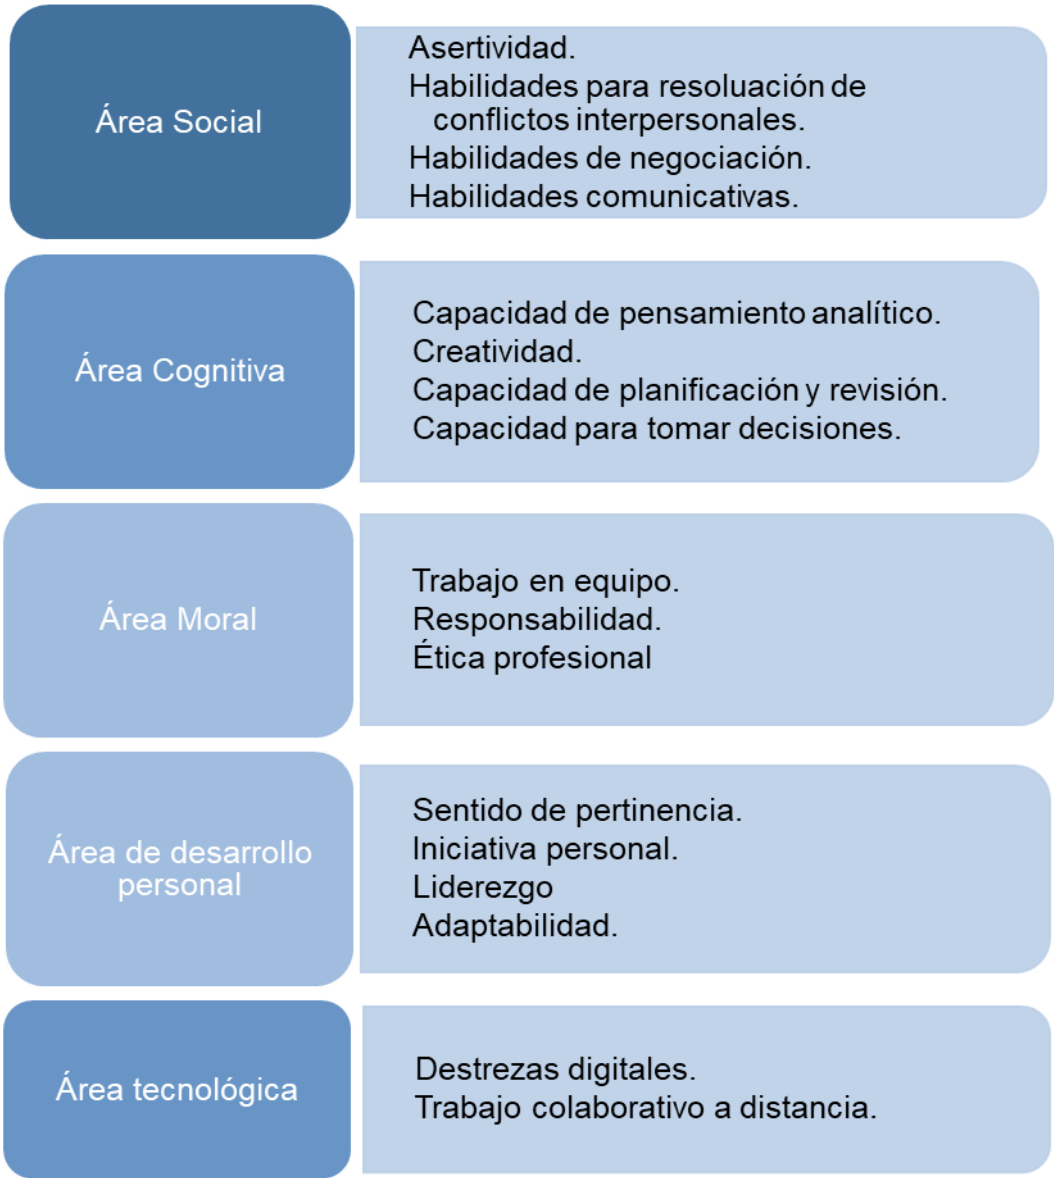 Área Social
Asertividad.
Habilidades para resoluación de
conflictos interpersonales.
Habilidades de negociación.
Habilidades comunicativas.
Área Cognitiva
Capacidad de pensamiento analítico.
Creatividad.
Capacidad de planificación y revisión.
Capacidad para tomar decisiones.
Área Moral
Trabajo en equipo.
Responsabilidad.
Ética profesional
Área de desarrollo
personal
Sentido de pertinencia.
Iniciativa personal.
Liderezgo
Adaptabilidad.
Área tecnológica
Destrezas digitales.
Trabajo colaborativo a distancia.